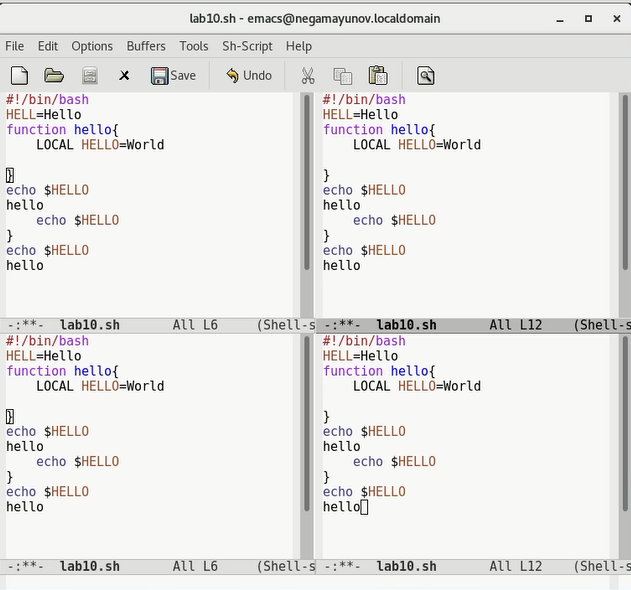 lab10.sh - emacs@negamayunov.localdomain
File Edit Options Buffers Tools Sh-Script Help
Save Undo
#!/bin/bash
HELL=Hello
function hello{
    LOCAL HELLO=World

}
echo $HELLO
hello
    echo $HELLO
}
echo $HELLO
hello
-:**-  lab10.sh       All L6     (Shell-s
#!/bin/bash
HELL=Hello
function hello{
    LOCAL HELLO=World

}
echo $HELLO
hello
    echo $HELLO
}
echo $HELLO
hello
-:**-  lab10.sh       All L12    (Shell-s
#!/bin/bash
HELL=Hello
function hello{
    LOCAL HELLO=World

}
echo $HELLO
hello
    echo $HELLO
}
echo $HELLO
hello
-:**-  lab10.sh       All L6     (Shell-s
#!/bin/bash
HELL=Hello
function hello{
    LOCAL HELLO=World

}
echo $HELLO
hello
    echo $HELLO
}
echo $HELLO
hello
-:**-  lab10.sh       All L12    (Shell-s